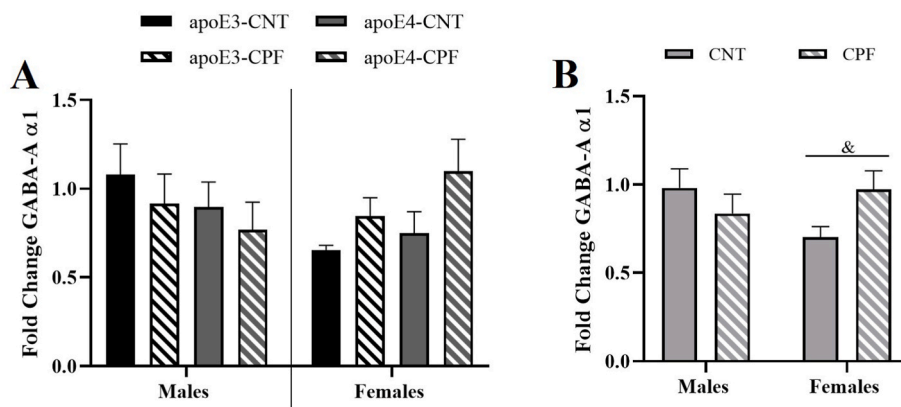 apoE3-CNT apoE4-CNT
apoE3-CPF apoE4-CPF
A
Fold Change GABA-A α1
1.5
1.0
0.5
0.0
Males Females
B
CNT CPF
Fold Change GABA-A α1
1.5
1.0
0.5
0.0
&
Males Females